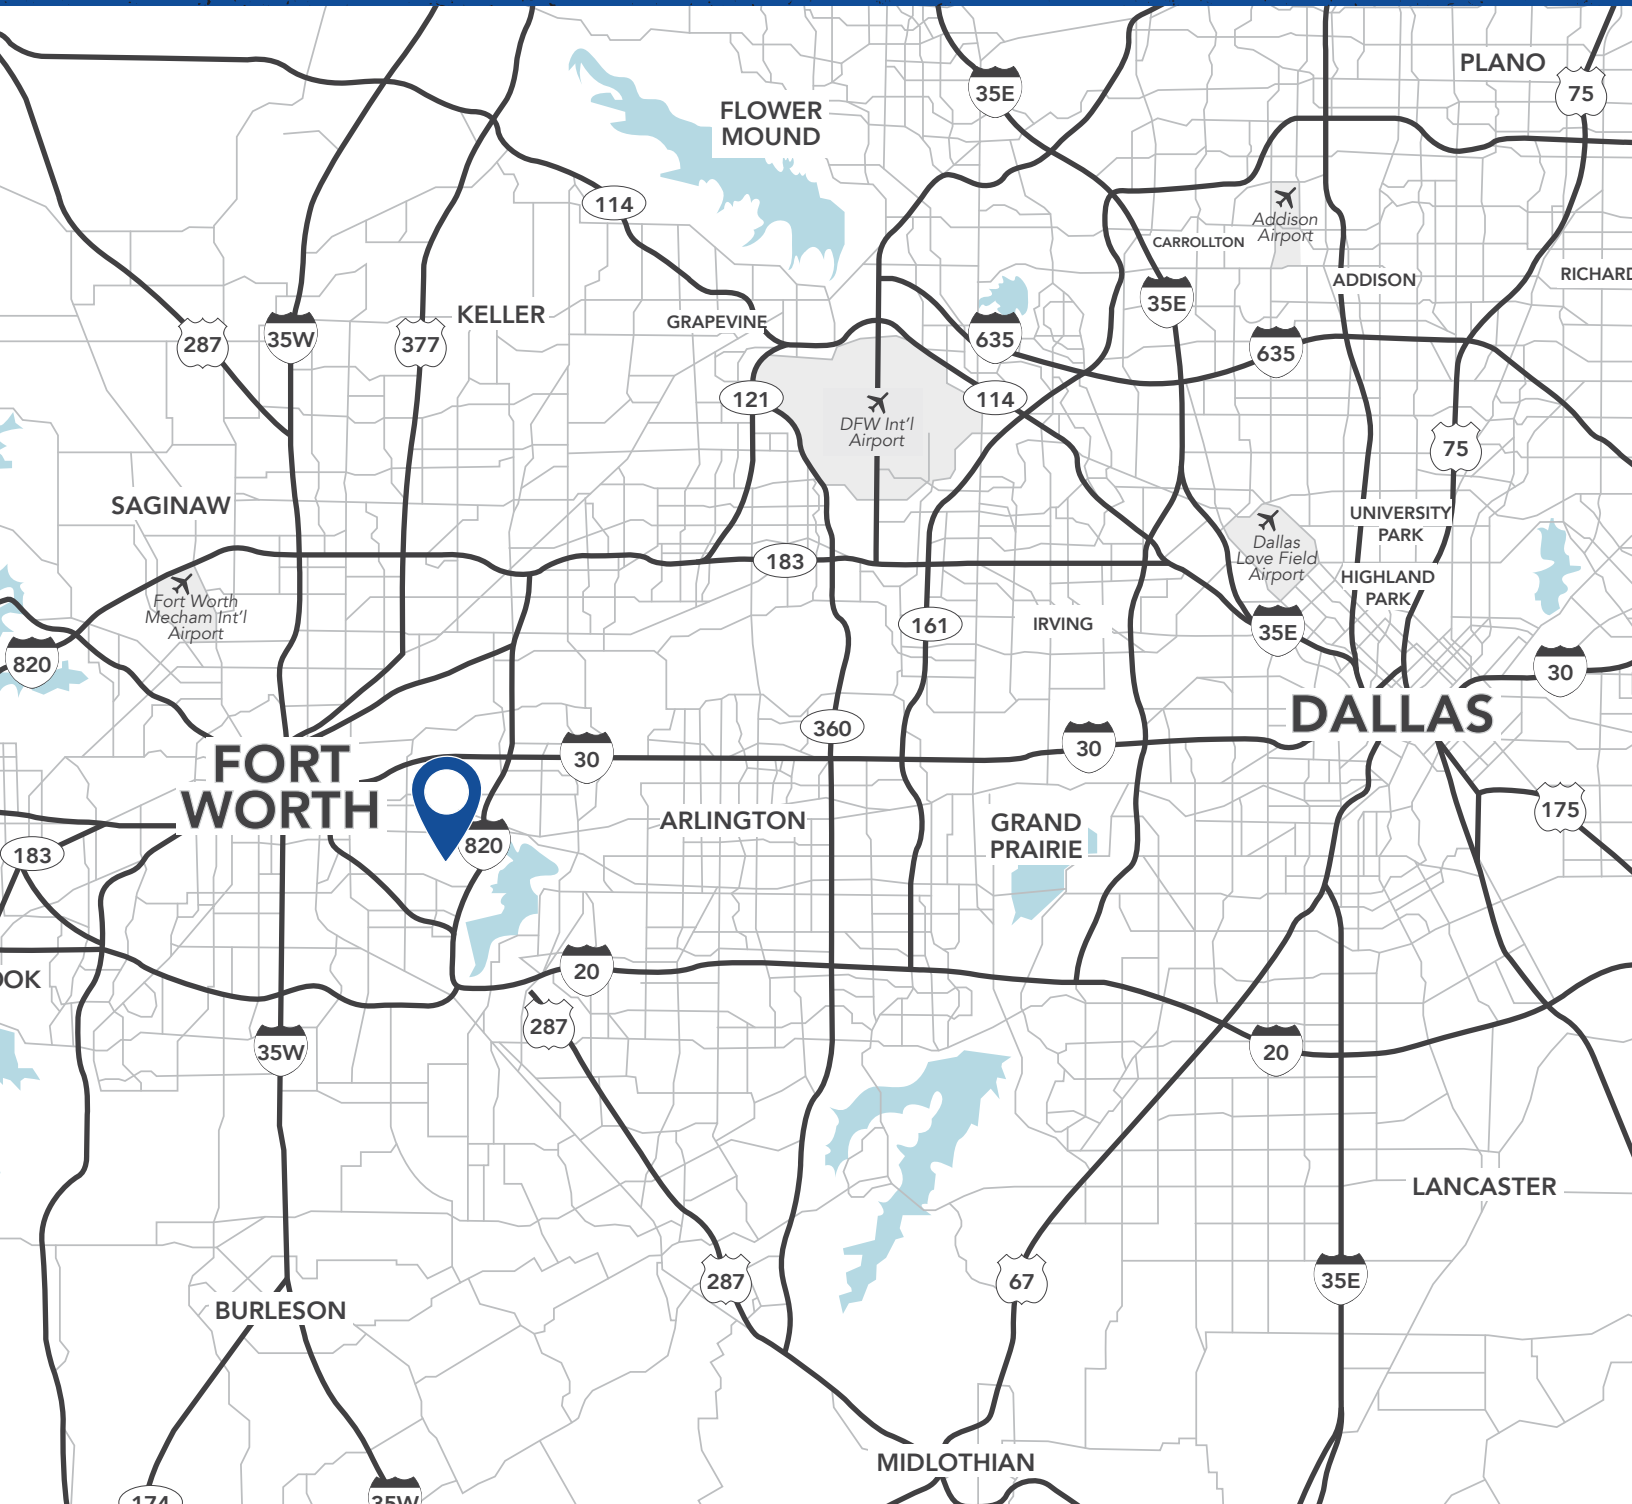 PLANO
75
35E
FLOWER
MOUND
114
Addison
Airport
CARROLLTON
ADDISON
35E
KELLER
GRAPEVINE
287
35W
377
635
635
121
114
DFW Int'l
Airport
75
SAGINAW
UNIVERSITY
PARK
Dallas
Love Field
Airport
183
HIGHLAND
PARK
Fort Worth
Mecham Int'l
Airport
161
IRVING
35E
820
30
DALLAS
360
30
30
FORT
WORTH
175
ARLINGTON
GRAND
PRAIRIE
820
183
20
OOK
287
35W
20
LANCASTER
287
67
35E
BURLESON
MIDLOTHIAN
174
35W
RICHARD